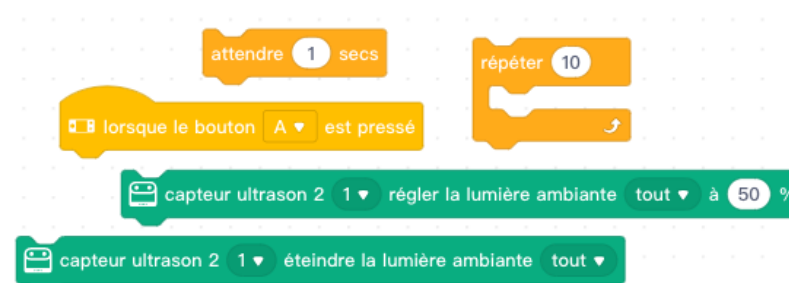 attendre 1 secs
répéter 10
lorsque le bouton A est pressé
capteur ultrason 2 1 régler la lumière ambiante tout à 50 %
capteur ultrason 2 1 éteindre la lumière ambiante tout